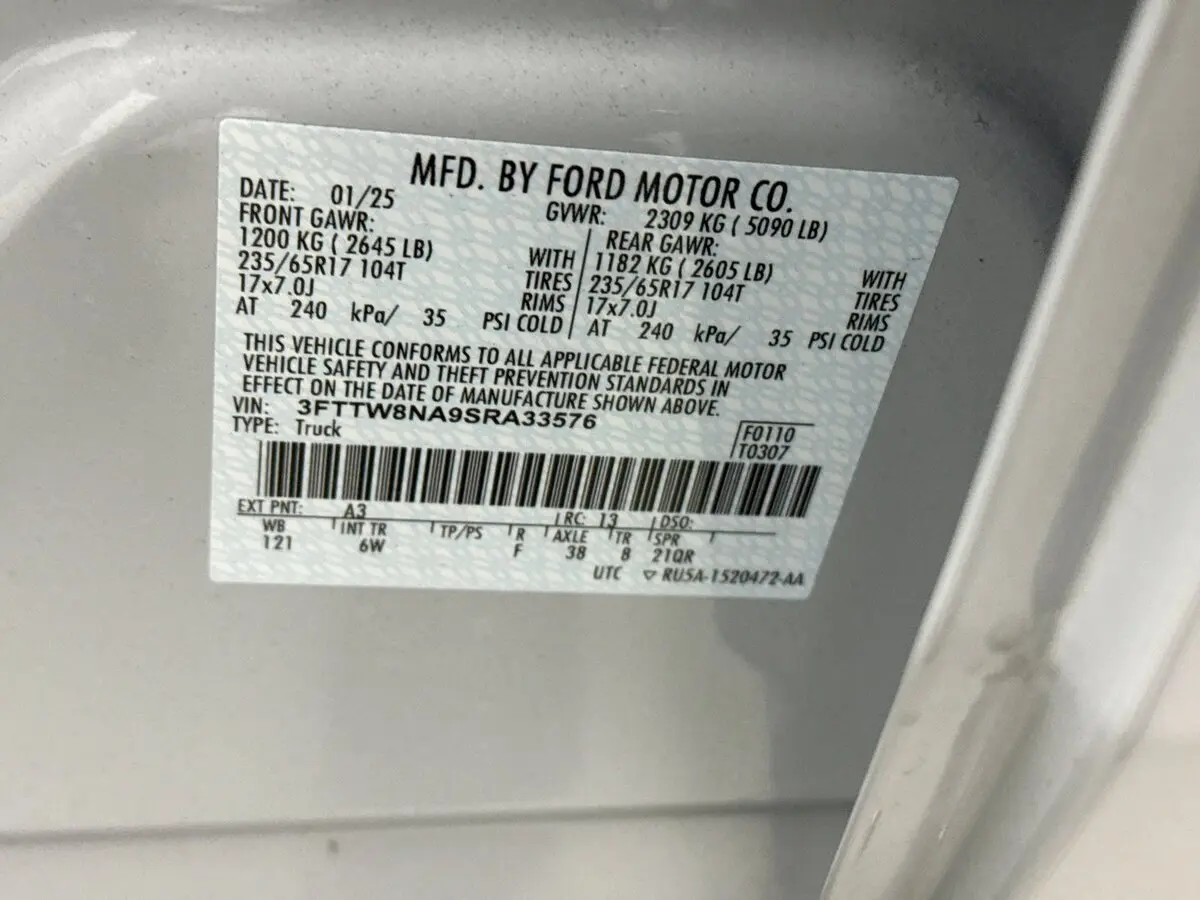 MFD. BY FORD MOTOR CO.
DATE: 01/25 GVWR: 2309 KG ( 5090 LB)
FRONT GAWR: REAR GAWR:
1200 KG ( 2645 LB) WITH 1182 KG ( 2605 LB) WITH
235/65R17 104T TIRES 235/65R17 104T TIRES
17x7.0J RIMS 17x7.0J RIMS
AT 240 kPa/ 35 PSI COLD AT 240 kPa/ 35 PSI COLD
THIS VEHICLE CONFORMS TO ALL APPLICABLE FEDERAL MOTOR
VEHICLE SAFETY AND THEFT PREVENTION STANDARDS IN
EFFECT ON THE DATE OF MANUFACTURE SHOWN ABOVE.
VIN: 3FTTW8NA9SRA33576
TYPE: Truck
F0110
T0307
EXT PNT: A3 RC: 13 DSO:
WB INT TR TP/PS R AXLE TR SPR
121 6W F 38 8 21QR
UTC ▽ RU5A-1520472-AA